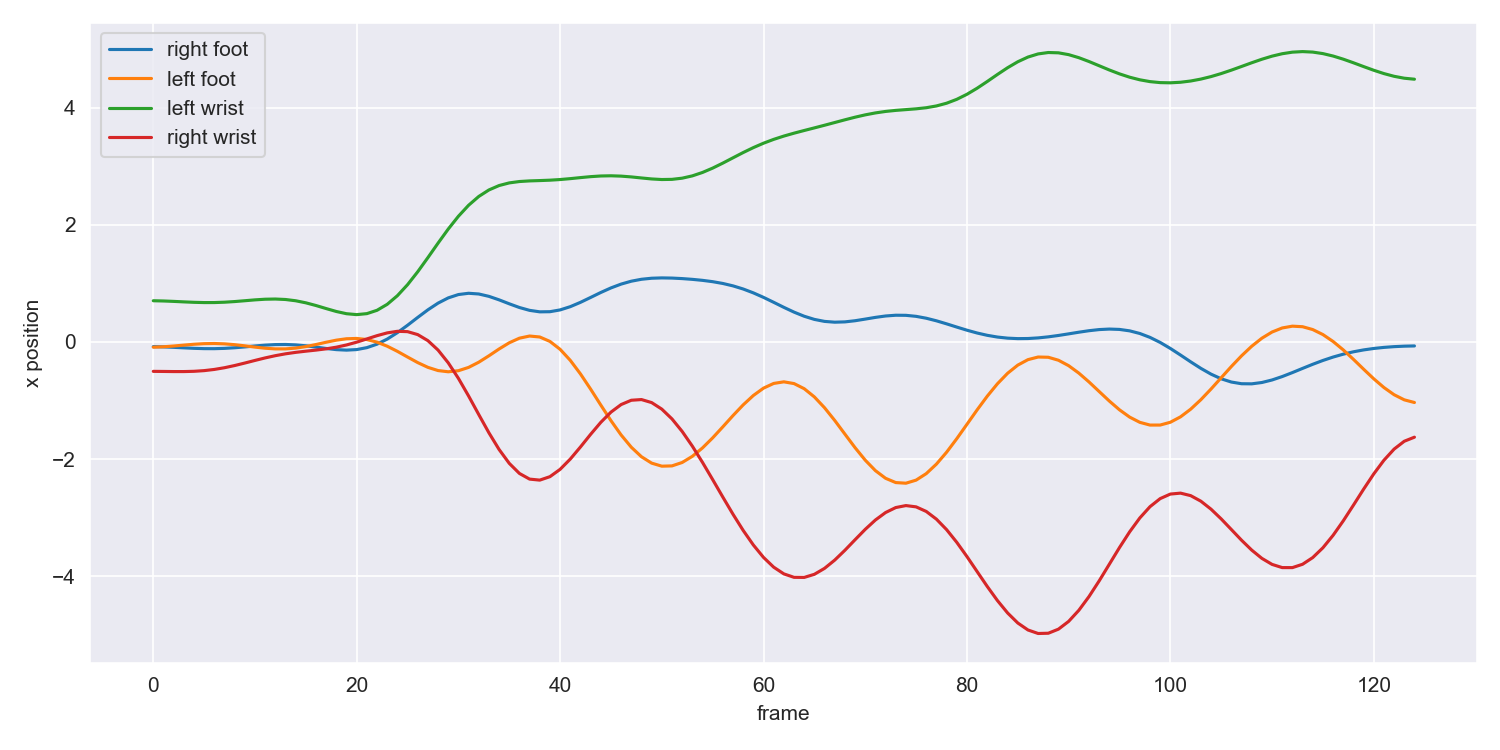 right foot
left foot
left wrist
right wrist
x position
4
2
0
−2
−4
0 20 40 60 80 100 120
frame